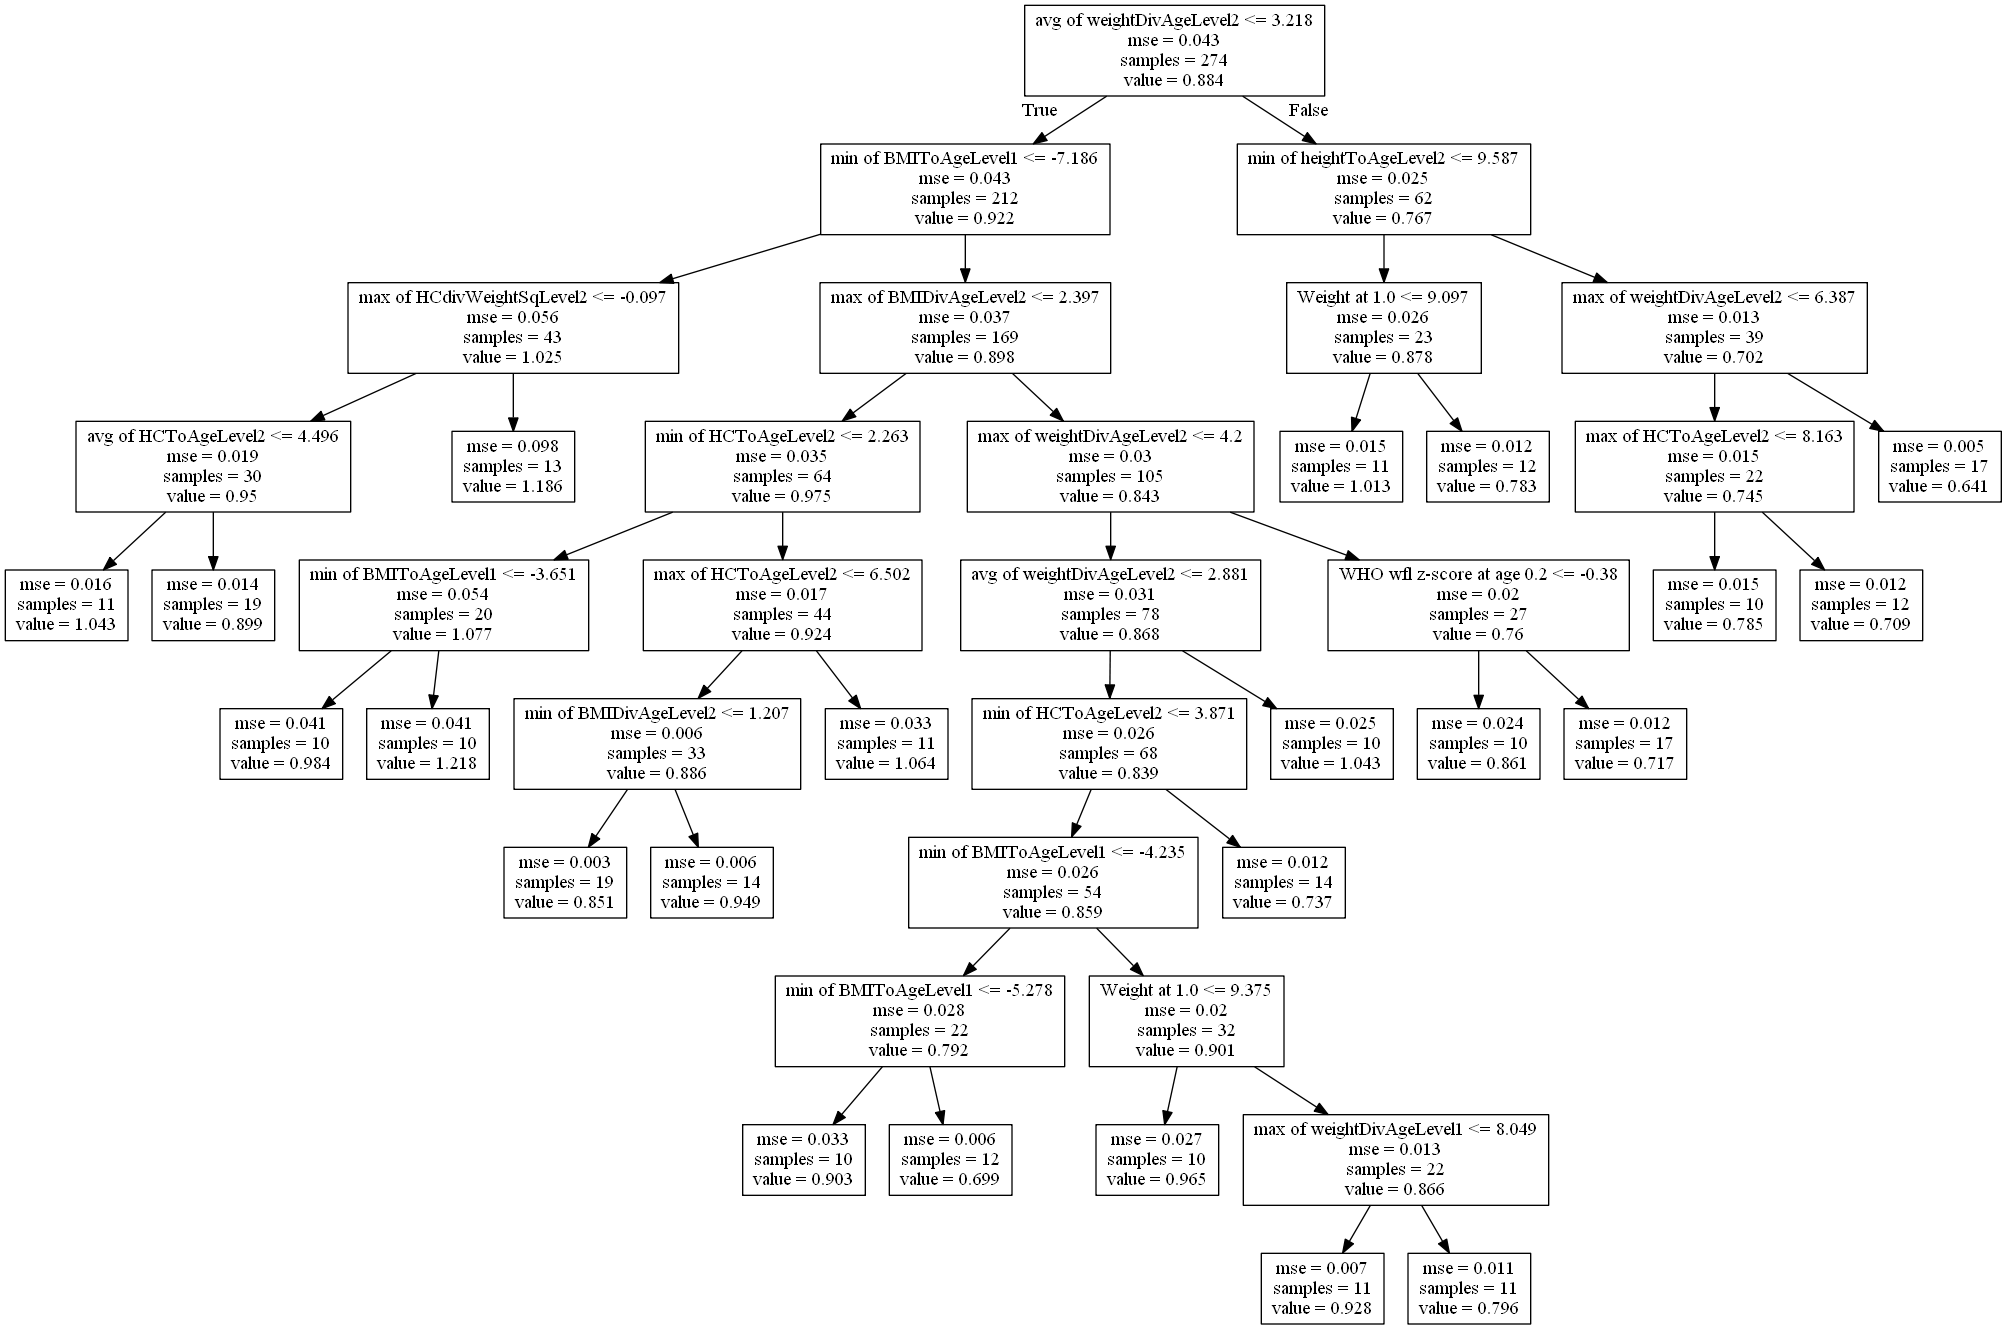 avg of weightDivAgeLevel2 <= 3.218
mse = 0.043
samples = 274
value = 0.884
True
False
min of BMIToAgeLevel1 <= -7.186
mse = 0.043
samples = 212
value = 0.922
min of heightToAgeLevel2 <= 9.587
mse = 0.025
samples = 62
value = 0.767
max of HCdivWeightSqLevel2 <= -0.097
mse = 0.056
samples = 43
value = 1.025
max of BMIDivAgeLevel2 <= 2.397
mse = 0.037
samples = 169
value = 0.898
Weight at 1.0 <= 9.097
mse = 0.026
samples = 23
value = 0.878
max of weightDivAgeLevel2 <= 6.387
mse = 0.013
samples = 39
value = 0.702
avg of HCToAgeLevel2 <= 4.496
mse = 0.019
samples = 30
value = 0.95
mse = 0.098
samples = 13
value = 1.186
min of HCToAgeLevel2 <= 2.263
mse = 0.035
samples = 64
value = 0.975
max of weightDivAgeLevel2 <= 4.2
mse = 0.03
samples = 105
value = 0.843
mse = 0.015
samples = 11
value = 1.013
mse = 0.012
samples = 12
value = 0.783
max of HCToAgeLevel2 <= 8.163
mse = 0.015
samples = 22
value = 0.745
mse = 0.005
samples = 17
value = 0.641
mse = 0.016
samples = 11
value = 1.043
mse = 0.014
samples = 19
value = 0.899
min of BMIToAgeLevel1 <= -3.651
mse = 0.054
samples = 20
value = 1.077
max of HCToAgeLevel2 <= 6.502
mse = 0.017
samples = 44
value = 0.924
avg of weightDivAgeLevel2 <= 2.881
mse = 0.031
samples = 78
value = 0.868
WHO wfl z-score at age 0.2 <= -0.38
mse = 0.02
samples = 27
value = 0.76
mse = 0.015
samples = 10
value = 0.785
mse = 0.012
samples = 12
value = 0.709
mse = 0.041
samples = 10
value = 0.984
mse = 0.041
samples = 10
value = 1.218
min of BMIDivAgeLevel2 <= 1.207
mse = 0.006
samples = 33
value = 0.886
mse = 0.033
samples = 11
value = 1.064
min of HCToAgeLevel2 <= 3.871
mse = 0.026
samples = 68
value = 0.839
mse = 0.025
samples = 10
value = 1.043
mse = 0.024
samples = 10
value = 0.861
mse = 0.012
samples = 17
value = 0.717
mse = 0.003
samples = 19
value = 0.851
mse = 0.006
samples = 14
value = 0.949
min of BMIToAgeLevel1 <= -4.235
mse = 0.026
samples = 54
value = 0.859
mse = 0.012
samples = 14
value = 0.737
min of BMIToAgeLevel1 <= -5.278
mse = 0.028
samples = 22
value = 0.792
Weight at 1.0 <= 9.375
mse = 0.02
samples = 32
value = 0.901
mse = 0.033
samples = 10
value = 0.903
mse = 0.006
samples = 12
value = 0.699
mse = 0.027
samples = 10
value = 0.965
max of weightDivAgeLevel1 <= 8.049
mse = 0.013
samples = 22
value = 0.866
mse = 0.007
samples = 11
value = 0.928
mse = 0.011
samples = 11
value = 0.796